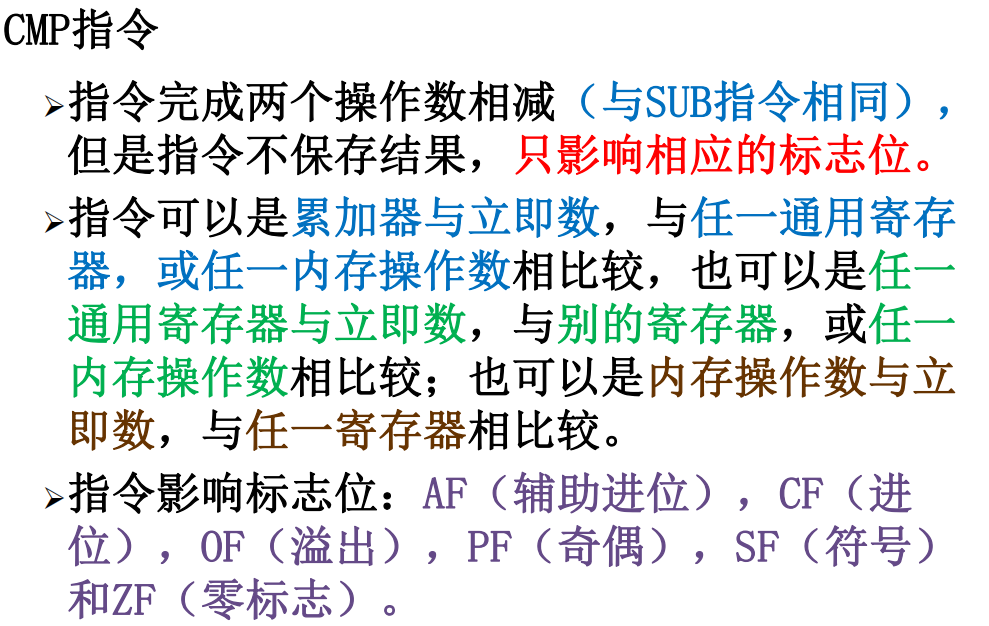 CMP指令
➢指令完成两个操作数相减（与SUB指令相同），
但是指令不保存结果，只影响相应的标志位。
➢指令可以是累加器与立即数，与任一通用寄存
器，或任一内存操作数相比较，也可以是任一
通用寄存器与立即数，与别的寄存器，或任一
内存操作数相比较；也可以是内存操作数与立
即数，与任一寄存器相比较。
➢指令影响标志位：AF（辅助进位），CF（进
位），OF（溢出），PF（奇偶），SF（符号）
和ZF（零标志）。